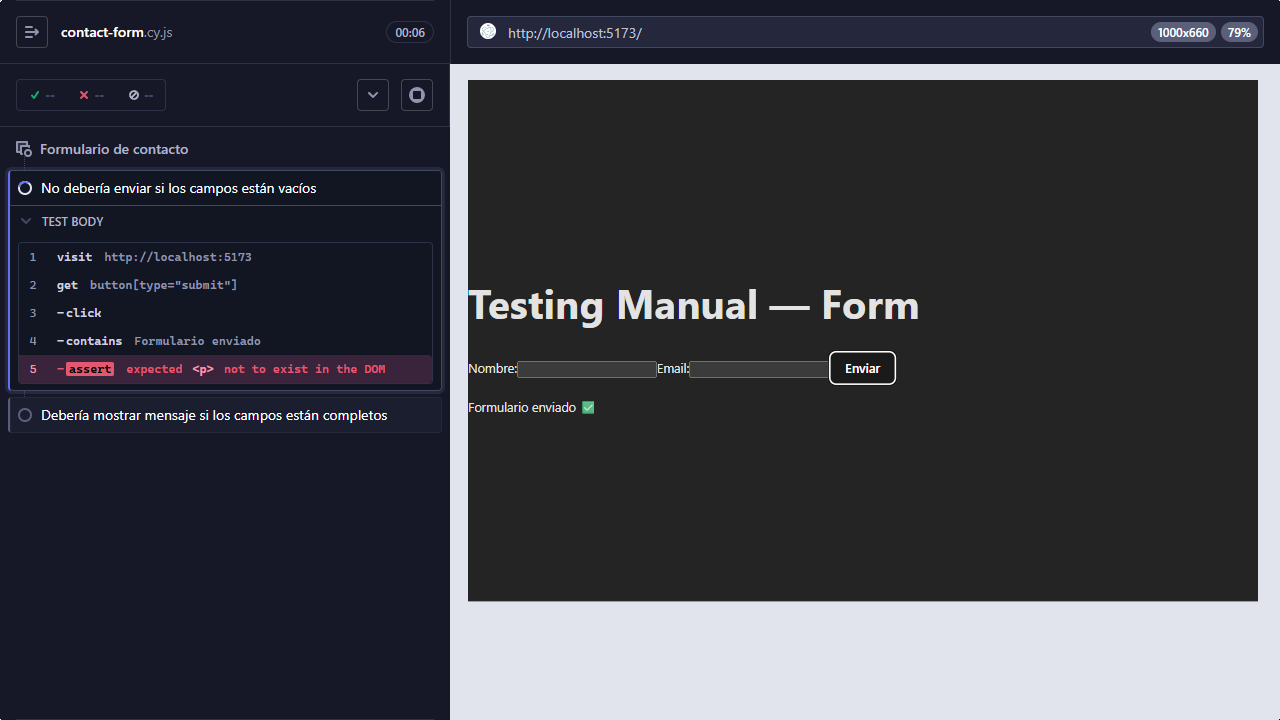 contact-form.cy.js
00:06
http://localhost:5173/
1000x660
79%
-- -- --
Formulario de contacto
No debería enviar si los campos están vacíos
TEST BODY
1 visit http://localhost:5173
2 get button[type="submit"]
3 -click
4 -contains Formulario enviado
5 -assert expected <p> not to exist in the DOM
Debería mostrar mensaje si los campos están completos
Testing Manual — Form
Nombre: Email: Enviar
Formulario enviado ✅